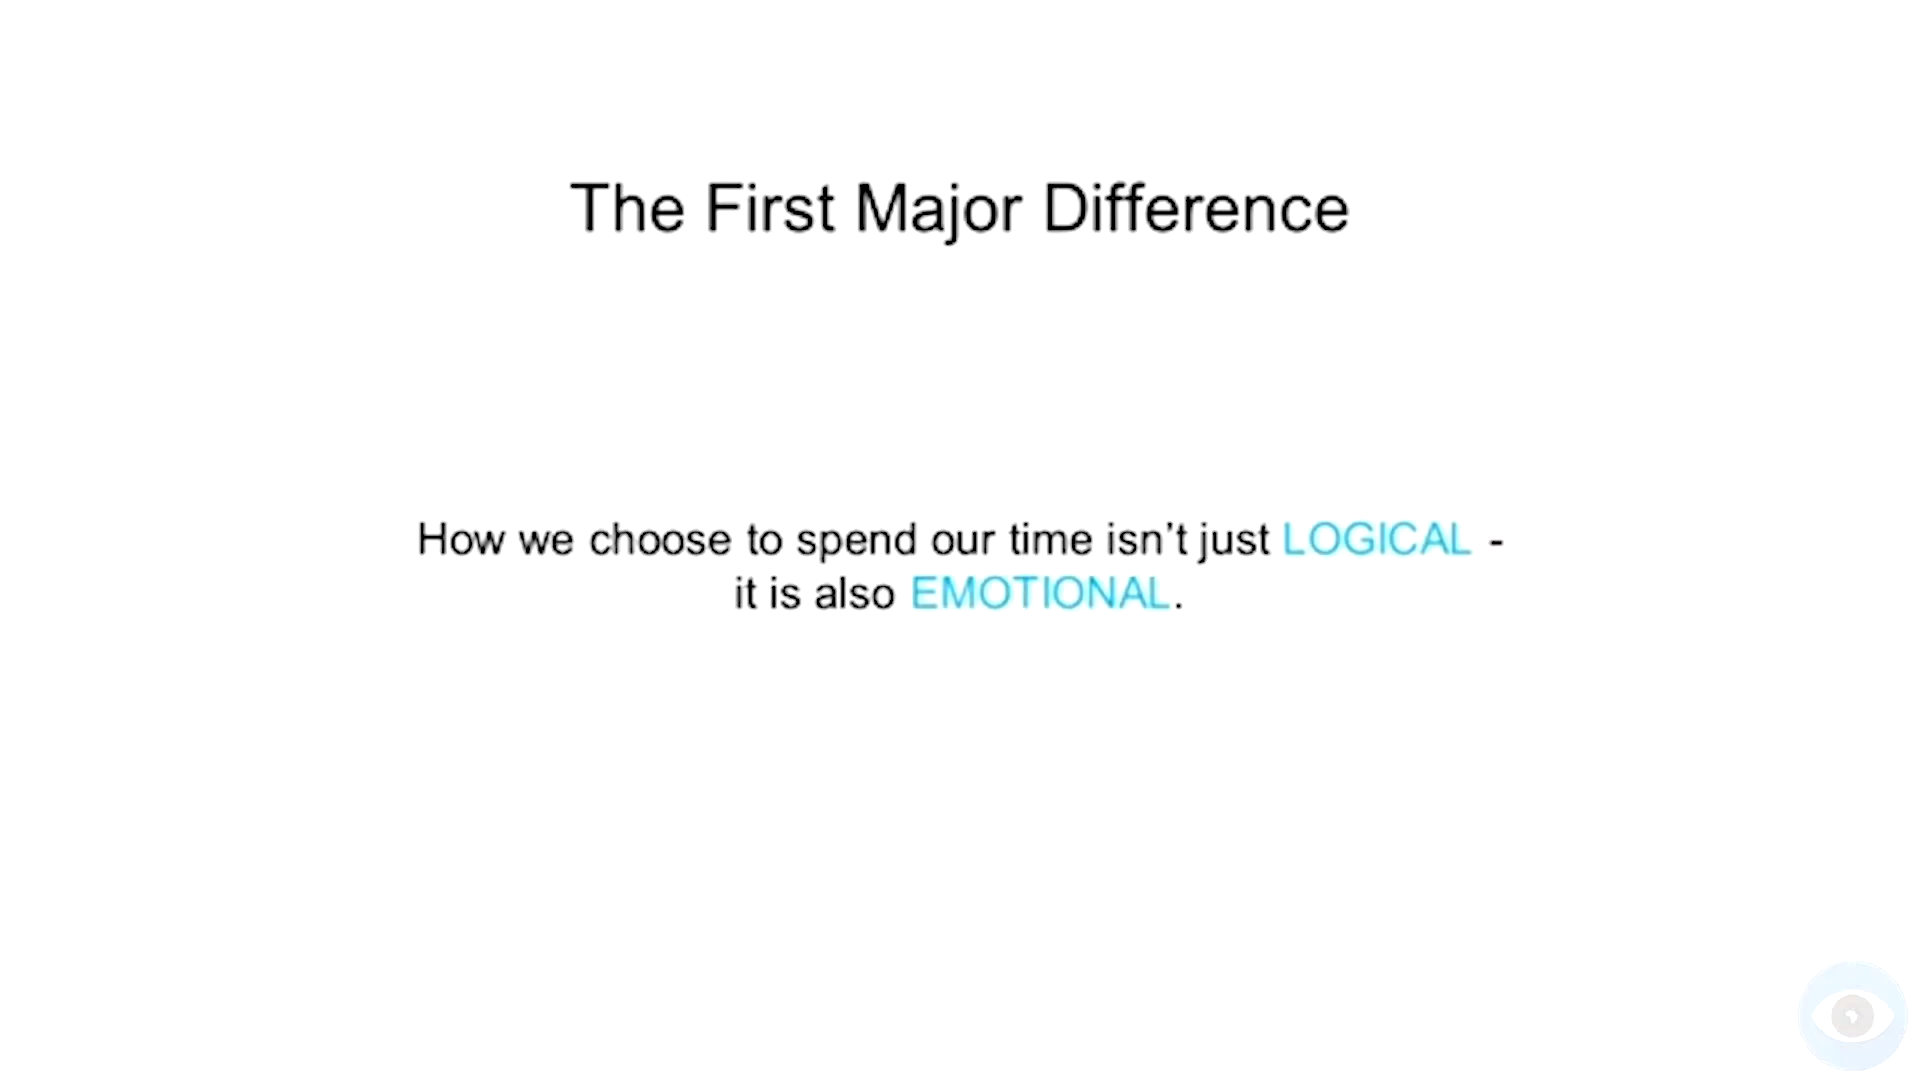 The First Major Difference
How we choose to spend our time isn't just LOGICAL -
it is also EMOTIONAL.